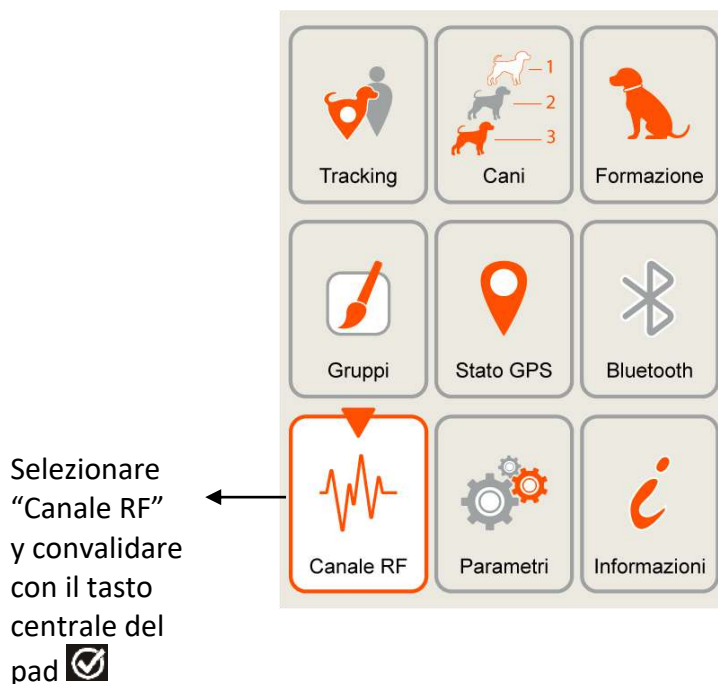 1
2
3
Tracking
Cani
Formazione
Gruppi
Stato GPS
Bluetooth
Canale RF
Parametri
Informazioni
Selezionare
“Canale RF”
y convalidare
con il tasto
centrale del
pad